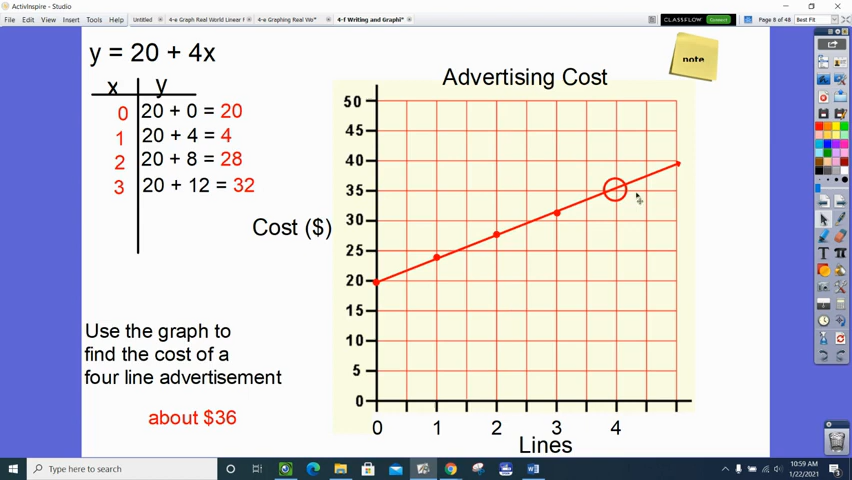 ActivInspire - Studio
File Edit View Insert Tools Help
Untitled
4-e Graph Real World Linear F
4-e Graphing Real Wo*
4-f Writing and Graphi*
CLASSFLOW
Connect
Page 8 of 48
Best Fit
y = 20 + 4x
x y
0 20 + 0 = 20
1 20 + 4 = 4
2 20 + 8 = 28
3 20 + 12 = 32
note
Advertising Cost
50
45
40
35
30
Cost ($)
25
20
15
10
5
0
0 1 2 3 4
Lines
Use the graph to
find the cost of a
four line advertisement
about $36
Type here to search
10:59 AM
1/22/2021